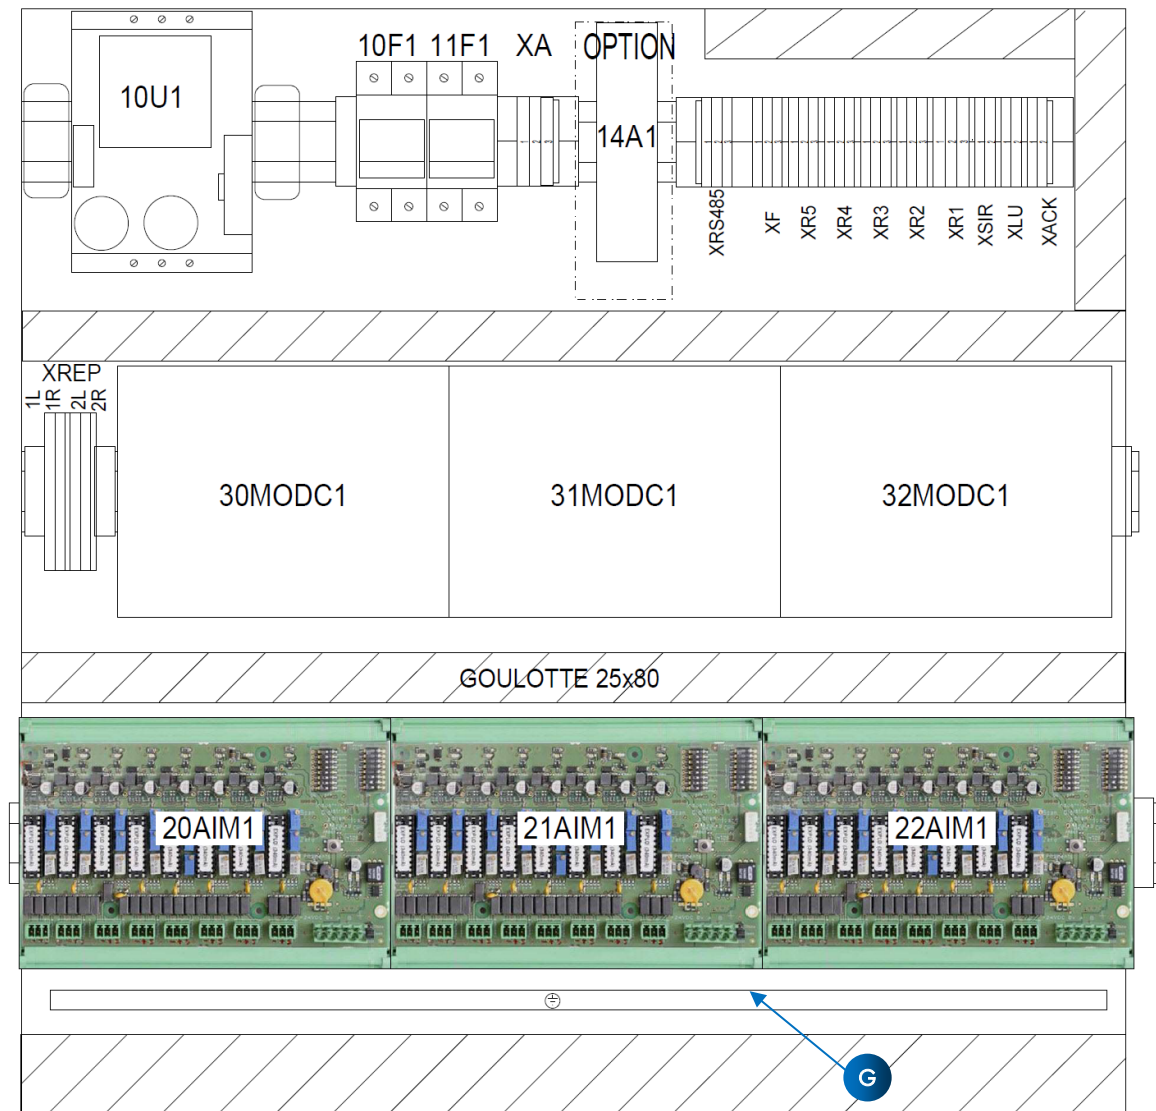 10F1 11F1 XA OPTION
10U1
14A1
XRS485
XF
XR5
XR4
XR3
XR2
XR1
XSIR
XLU
XACK
XREP
1L
1R
2L
2R
30MODC1
31MODC1
32MODC1
GOULOTTE 25x80
20AIM1
21AIM1
22AIM1
G